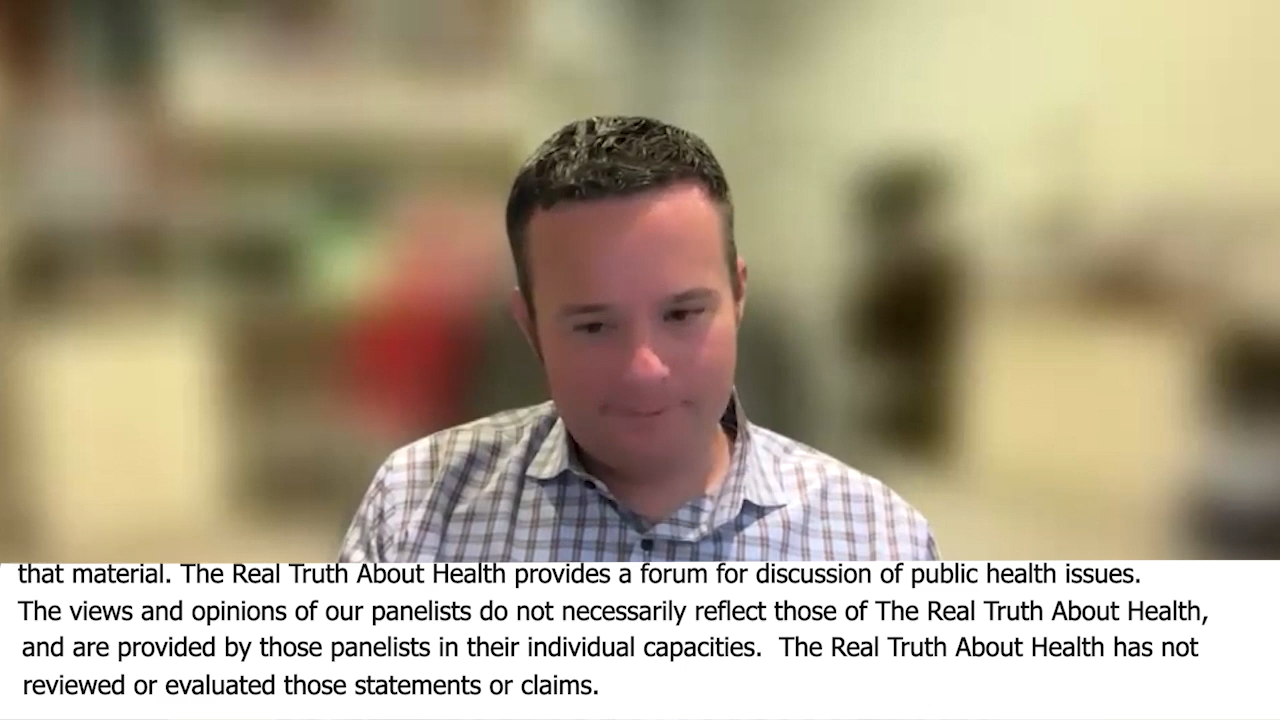 that material. The Real Truth About Health provides a forum for discussion of public health issues.
The views and opinions of our panelists do not necessarily reflect those of The Real Truth About Health,
and are provided by those panelists in their individual capacities. The Real Truth About Health has not
reviewed or evaluated those statements or claims.